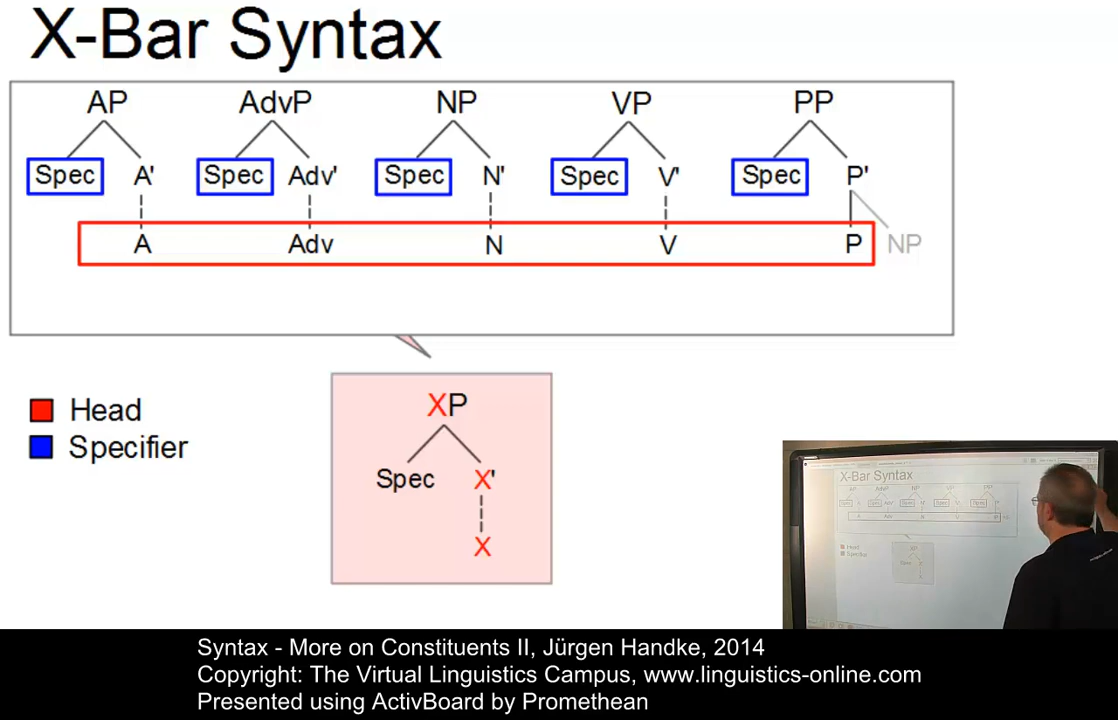 X-Bar Syntax
AP AdvP NP VP PP
Spec A' Spec Adv' Spec N' Spec V' Spec P'
A Adv N V P NP
XP
Head
Specifier
Spec X'
X
X-Bar Syntax
Syntax - More on Constituents II, Jürgen Handke, 2014
Copyright: The Virtual Linguistics Campus, www.linguistics-online.com
Presented using ActivBoard by Promethean